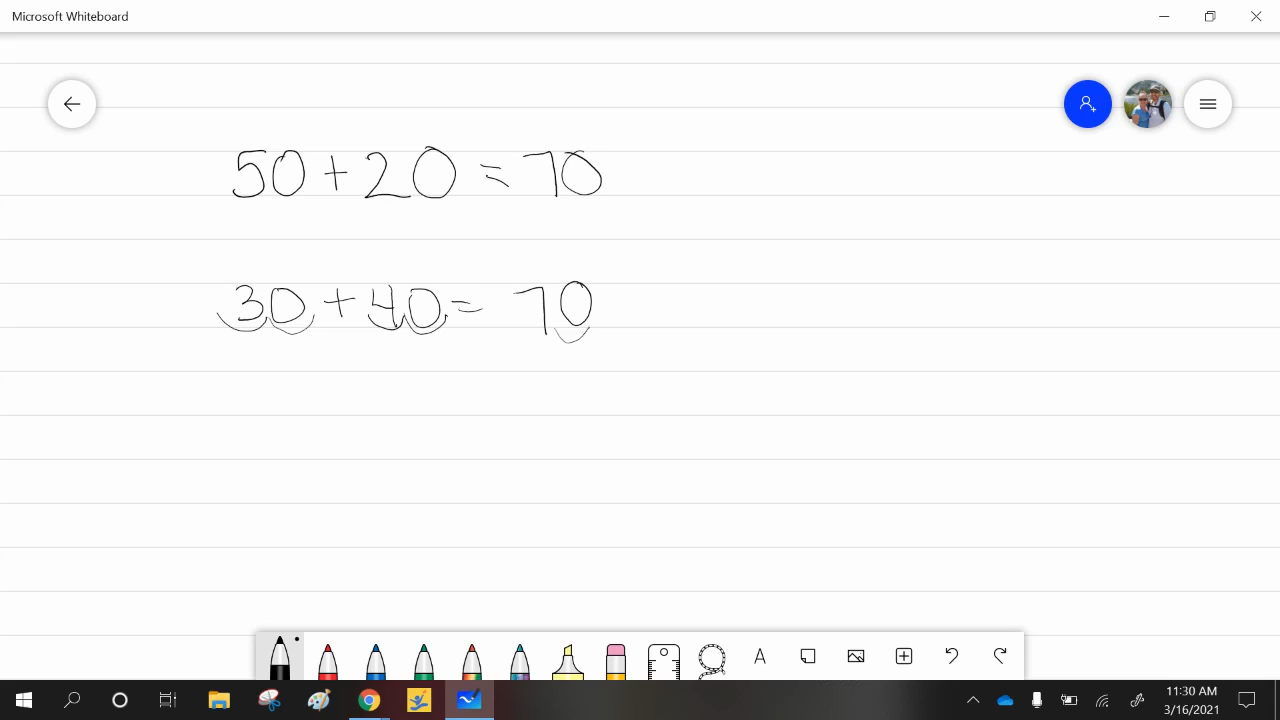 Microsoft Whiteboard
50 + 20 = 70
30 + 40 = 70
A
11:30 AM
3/16/2021